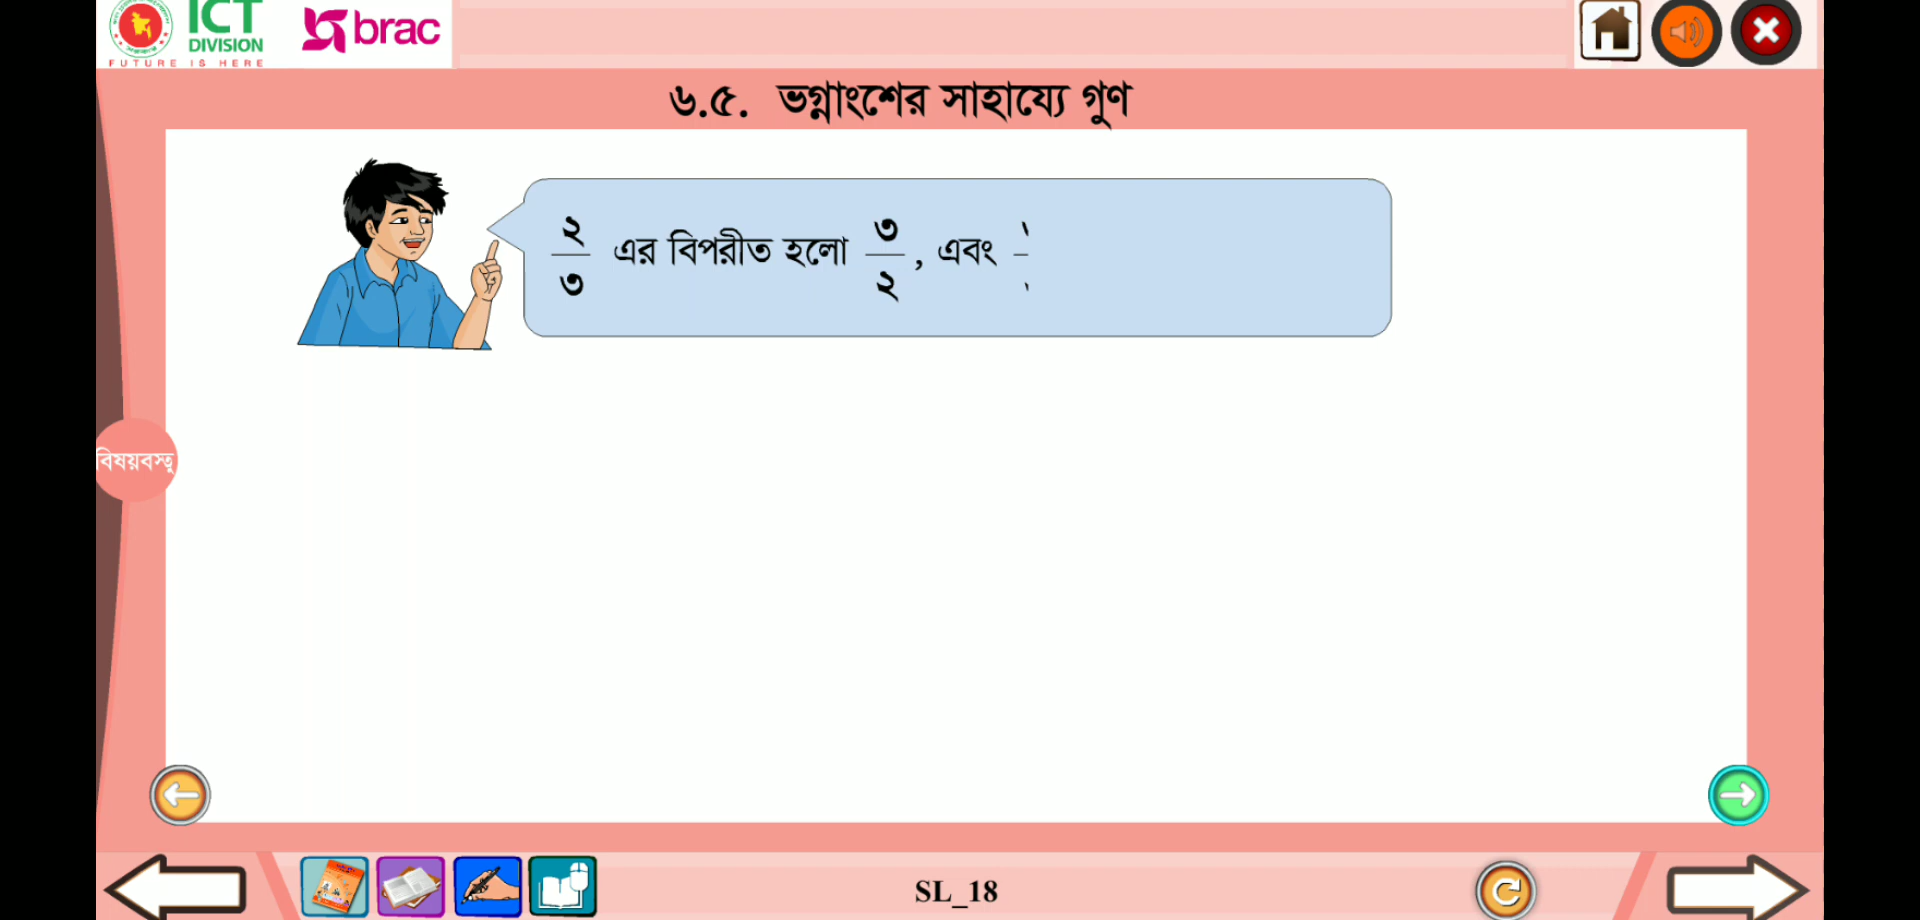 ICT
DIVISION
FUTURE IS HERE
brac
৬.৫. ভগ্নাংশের সাহায্যে গুণ
২/৩ এর বিপরীত হলো ৩/২, এবং
বিষয়বস্তু
SL_18